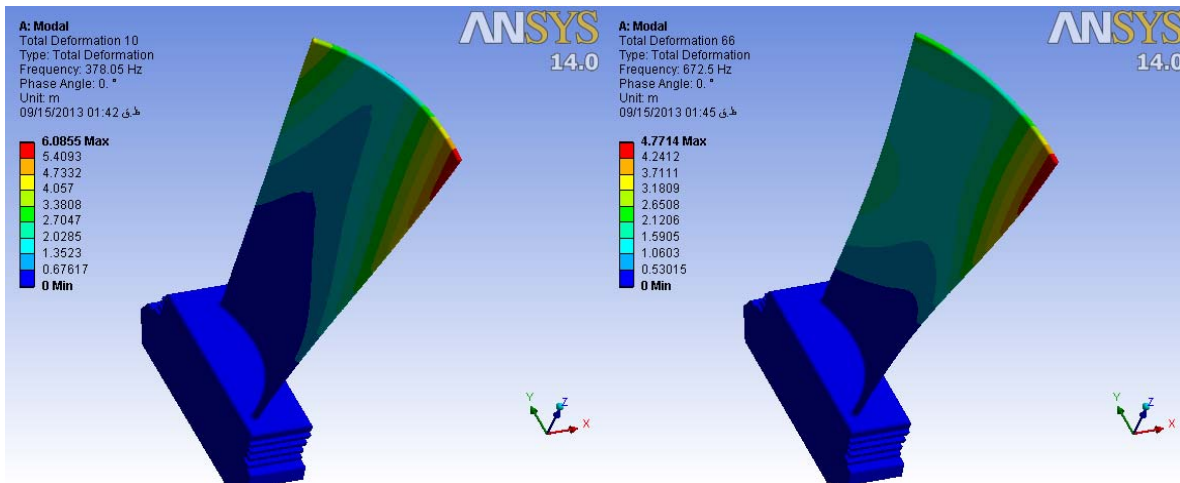 A: Modal
Total Deformation 10
Type: Total Deformation
Frequency: 378.05 Hz
Phase Angle: 0. °
Unit: m
09/15/2013 01:42 ق.ظ
6.0855 Max
5.4093
4.7332
4.057
3.3808
2.7047
2.0285
1.3523
0.67617
0 Min
ANSYS
14.0
Y
Z
X
A: Modal
Total Deformation 66
Type: Total Deformation
Frequency: 672.5 Hz
Phase Angle: 0. °
Unit: m
09/15/2013 01:45 ق.ظ
4.7714 Max
4.2412
3.7111
3.1809
2.6508
2.1206
1.5905
1.0603
0.53015
0 Min
ANSYS
14.0
Y
Z
X